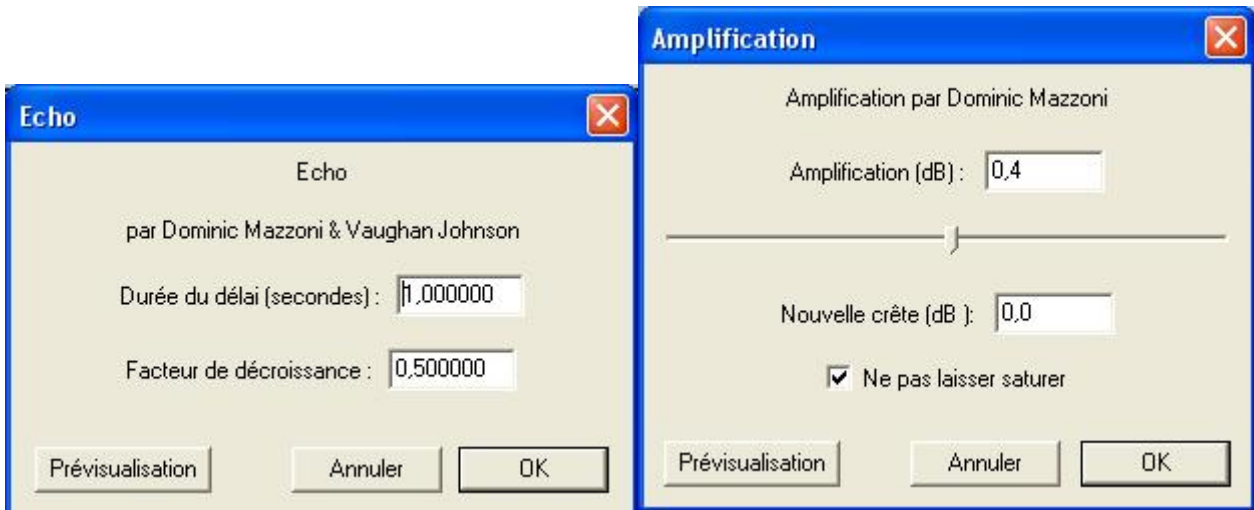 Echo
Echo
par Dominic Mazzoni & Vaughan Johnson
Durée du délai (secondes) : 1,000000
Facteur de décroissance : 0,500000
Prévisualisation Annuler OK
Amplification
Amplification par Dominic Mazzoni
Amplification (dB) : 0,4
Nouvelle crête (dB ): 0,0
Ne pas laisser saturer
Prévisualisation Annuler OK